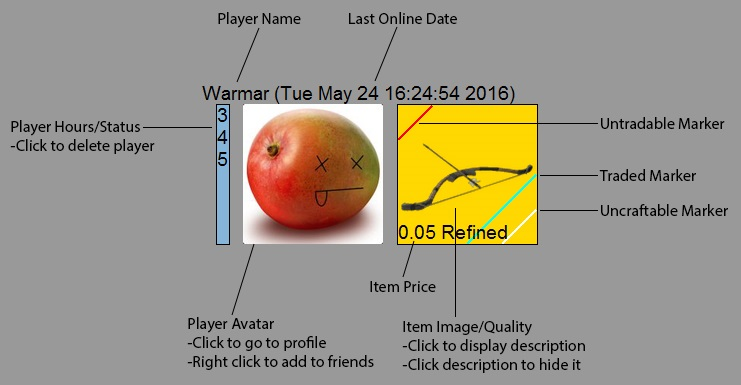 Player Name
Last Online Date
Warmar (Tue May 24 16:24:54 2016)
Player Hours/Status
-Click to delete player
3
4
5
Untradable Marker
Traded Marker
Uncraftable Marker
0.05 Refined
Item Price
Player Avatar
-Click to go to profile
-Right click to add to friends
Item Image/Quality
-Click to display description
-Click description to hide it